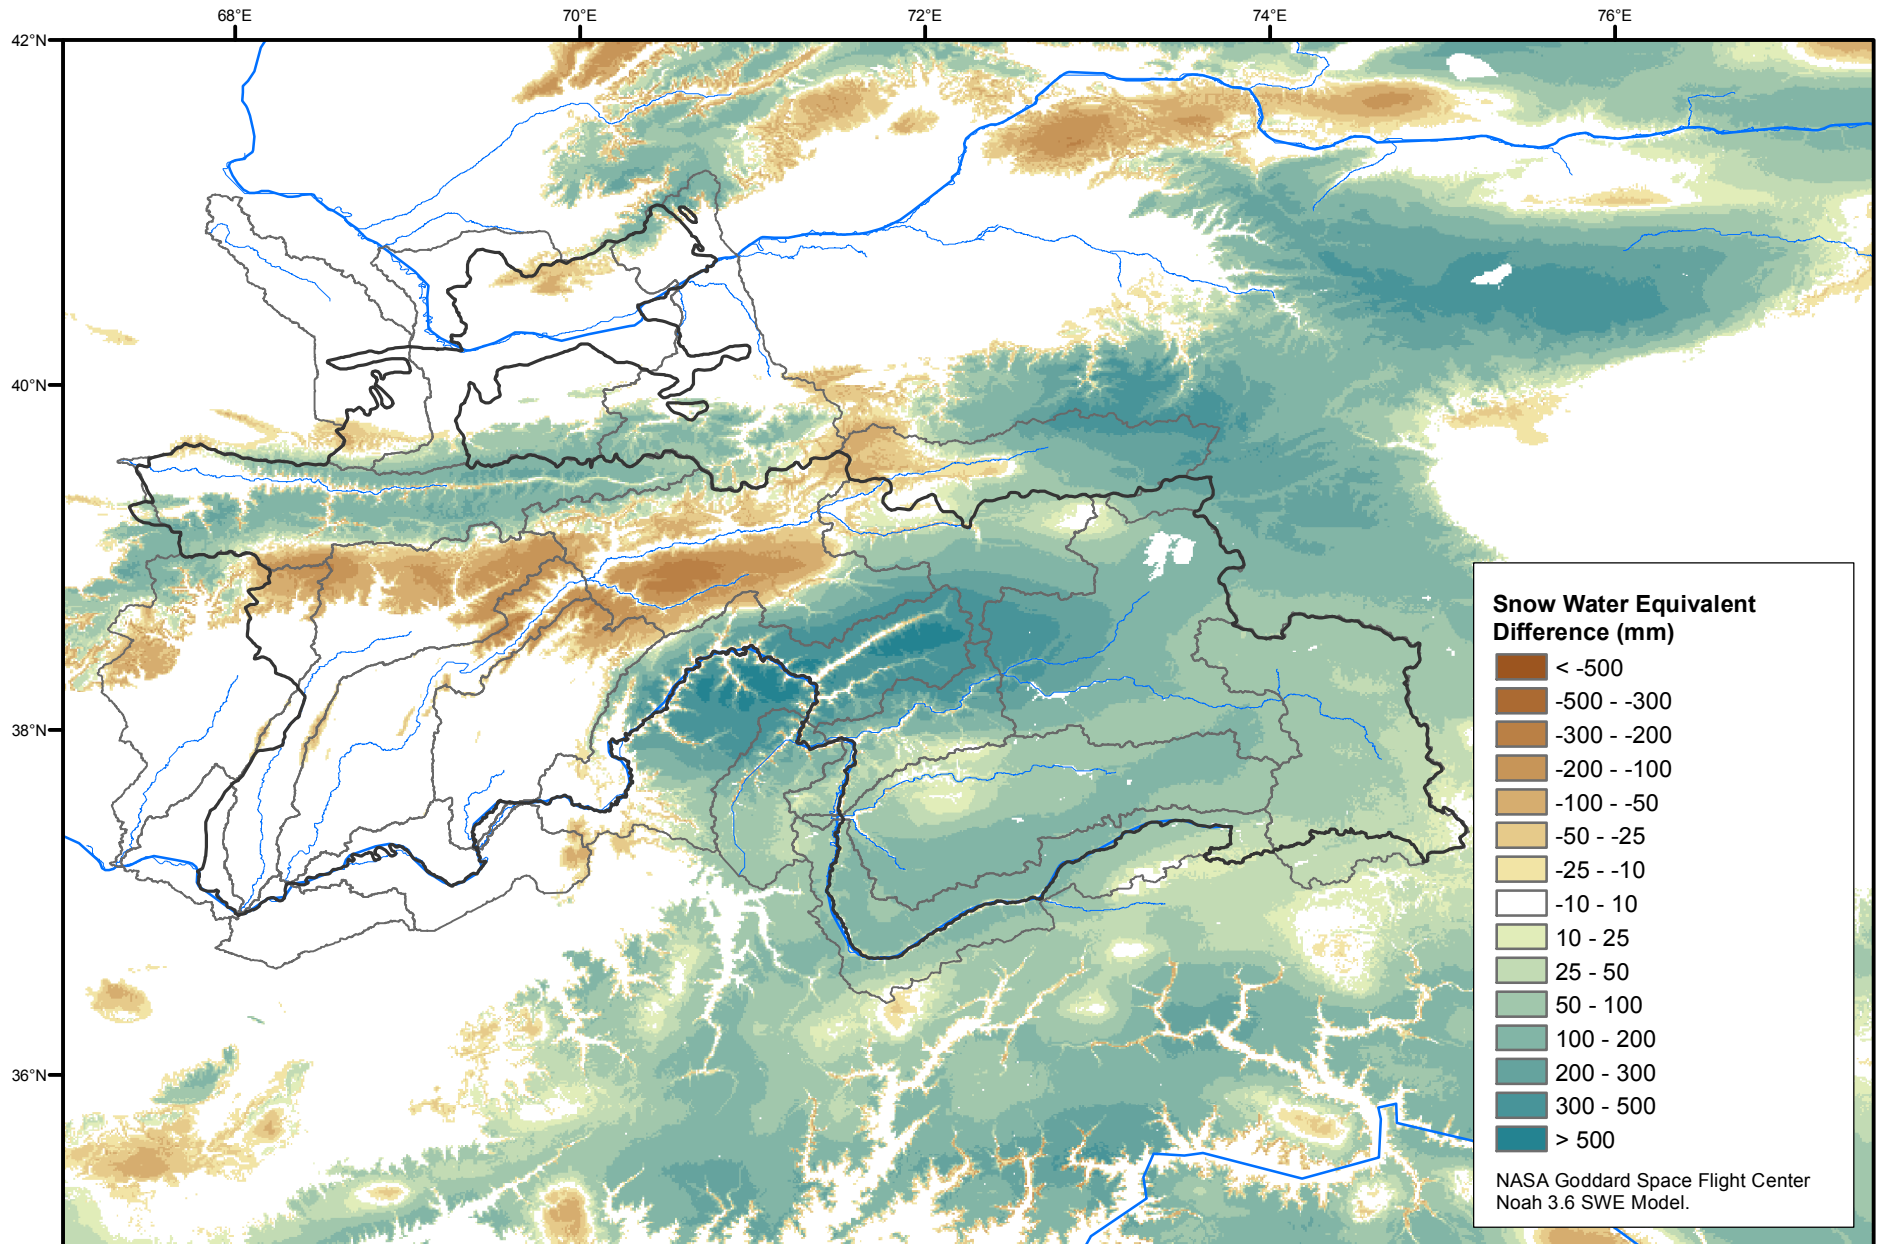 68°E
70°E
72°E
74°E
76°E
42°N
40°N
38°N
36°N
Snow Water Equivalent
Difference (mm)
< -500
-500 - -300
-300 - -200
-200 - -100
-100 - -50
-50 - -25
-25 - -10
-10 - 10
10 - 25
25 - 50
50 - 100
100 - 200
200 - 300
300 - 500
> 500
NASA Goddard Space Flight Center
Noah 3.6 SWE Model.